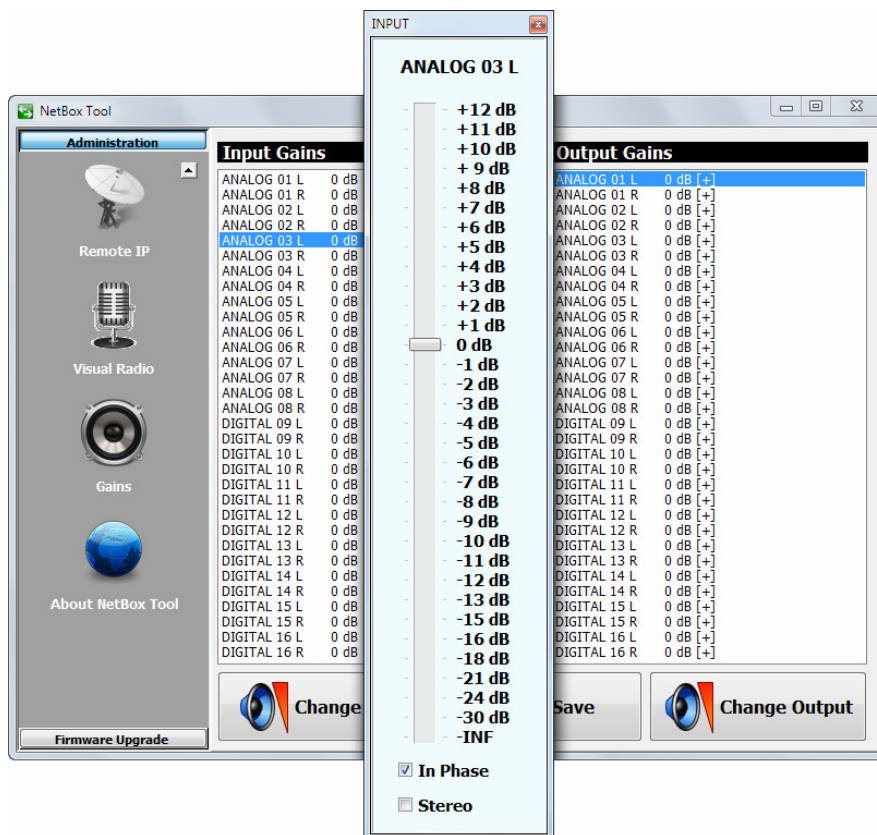 INPUT
ANALOG 03 L
+12 dB
+11 dB
+10 dB
+ 9 dB
+8 dB
+7 dB
+6 dB
+5 dB
+4 dB
+3 dB
+2 dB
+1 dB
0 dB
-1 dB
-2 dB
-3 dB
-4 dB
-5 dB
-6 dB
-7 dB
-8 dB
-9 dB
-10 dB
-11 dB
-12 dB
-13 dB
-15 dB
-16 dB
-18 dB
-21 dB
-24 dB
-30 dB
-INF
In Phase
Stereo
NetBox Tool
Administration
Remote IP
Visual Radio
Gains
About NetBox Tool
Firmware Upgrade
Input Gains
ANALOG 01 L 0 dB
ANALOG 01 R 0 dB
ANALOG 02 L 0 dB
ANALOG 02 R 0 dB
ANALOG 03 L 0 dB
ANALOG 03 R 0 dB
ANALOG 04 L 0 dB
ANALOG 04 R 0 dB
ANALOG 05 L 0 dB
ANALOG 05 R 0 dB
ANALOG 06 L 0 dB
ANALOG 06 R 0 dB
ANALOG 07 L 0 dB
ANALOG 07 R 0 dB
ANALOG 08 L 0 dB
ANALOG 08 R 0 dB
DIGITAL 09 L 0 dB
DIGITAL 09 R 0 dB
DIGITAL 10 L 0 dB
DIGITAL 10 R 0 dB
DIGITAL 11 L 0 dB
DIGITAL 11 R 0 dB
DIGITAL 12 L 0 dB
DIGITAL 12 R 0 dB
DIGITAL 13 L 0 dB
DIGITAL 13 R 0 dB
DIGITAL 14 L 0 dB
DIGITAL 14 R 0 dB
DIGITAL 15 L 0 dB
DIGITAL 15 R 0 dB
DIGITAL 16 L 0 dB
DIGITAL 16 R 0 dB
Change
Output Gains
ANALOG 01 L 0 dB [+]
ANALOG 01 R 0 dB [+]
ANALOG 02 L 0 dB [+]
ANALOG 02 R 0 dB [+]
ANALOG 03 L 0 dB [+]
ANALOG 03 R 0 dB [+]
ANALOG 04 L 0 dB [+]
ANALOG 04 R 0 dB [+]
ANALOG 05 L 0 dB [+]
ANALOG 05 R 0 dB [+]
ANALOG 06 L 0 dB [+]
ANALOG 06 R 0 dB [+]
ANALOG 07 L 0 dB [+]
ANALOG 07 R 0 dB [+]
ANALOG 08 L 0 dB [+]
ANALOG 08 R 0 dB [+]
DIGITAL 09 L 0 dB [+]
DIGITAL 09 R 0 dB [+]
DIGITAL 10 L 0 dB [+]
DIGITAL 10 R 0 dB [+]
DIGITAL 11 L 0 dB [+]
DIGITAL 11 R 0 dB [+]
DIGITAL 12 L 0 dB [+]
DIGITAL 12 R 0 dB [+]
DIGITAL 13 L 0 dB [+]
DIGITAL 13 R 0 dB [+]
DIGITAL 14 L 0 dB [+]
DIGITAL 14 R 0 dB [+]
DIGITAL 15 L 0 dB [+]
DIGITAL 15 R 0 dB [+]
DIGITAL 16 L 0 dB [+]
DIGITAL 16 R 0 dB [+]
Save
Change Output